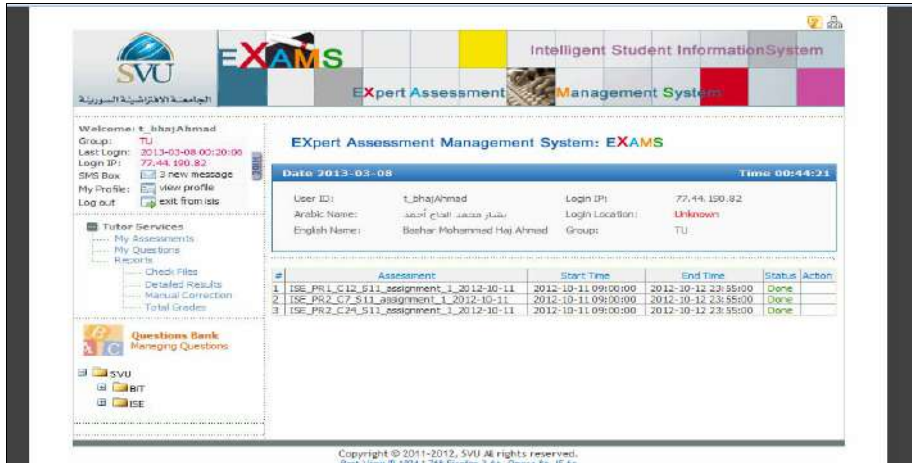 SVU
الجامعة الافتراضية السورية
EXAMS
Intelligent Student InformationSystem
EXpert Assessment Management System
Welcome: t_bhajAhmad
Group: TU
Last Login: 2013-03-08 00:20:06
Login IP: 77.44.190.82
SMS Box 3 new message
My Profile: view profile
Log out exit from isis
Tutor Services
My Assessments
My Questions
Reports
Check Files
Detailed Results
Manual Correction
Total Grades
Questions Bank
Managing Questions
SVU
BIT
ISE
EXpert Assessment Management System: EXAMS
Date 2013-03-08 Time 00:44:21
User ID: t_bhajAhmad Login IP: 77.44.190.82
Arabic Name: بشار محمد الحاج أحمد Login Location: Unknown
English Name: Bashar Mohammed Haj Ahmed Group: TU
# Assessment Start Time End Time Status Action
1 ISE_PR1_C12_S11_assignment_1_2012-10-11 2012-10-11 09:00:00 2012-10-12 23:55:00 Done
2 ISE_PR2_C7_S11_assignment_1_2012-10-11 2012-10-11 09:00:00 2012-10-12 23:55:00 Done
3 ISE_PR2_C24_S11_assignment_1_2012-10-11 2012-10-11 09:00:00 2012-10-12 23:55:00 Done
Copyright © 2011-2012, SVU All rights reserved.